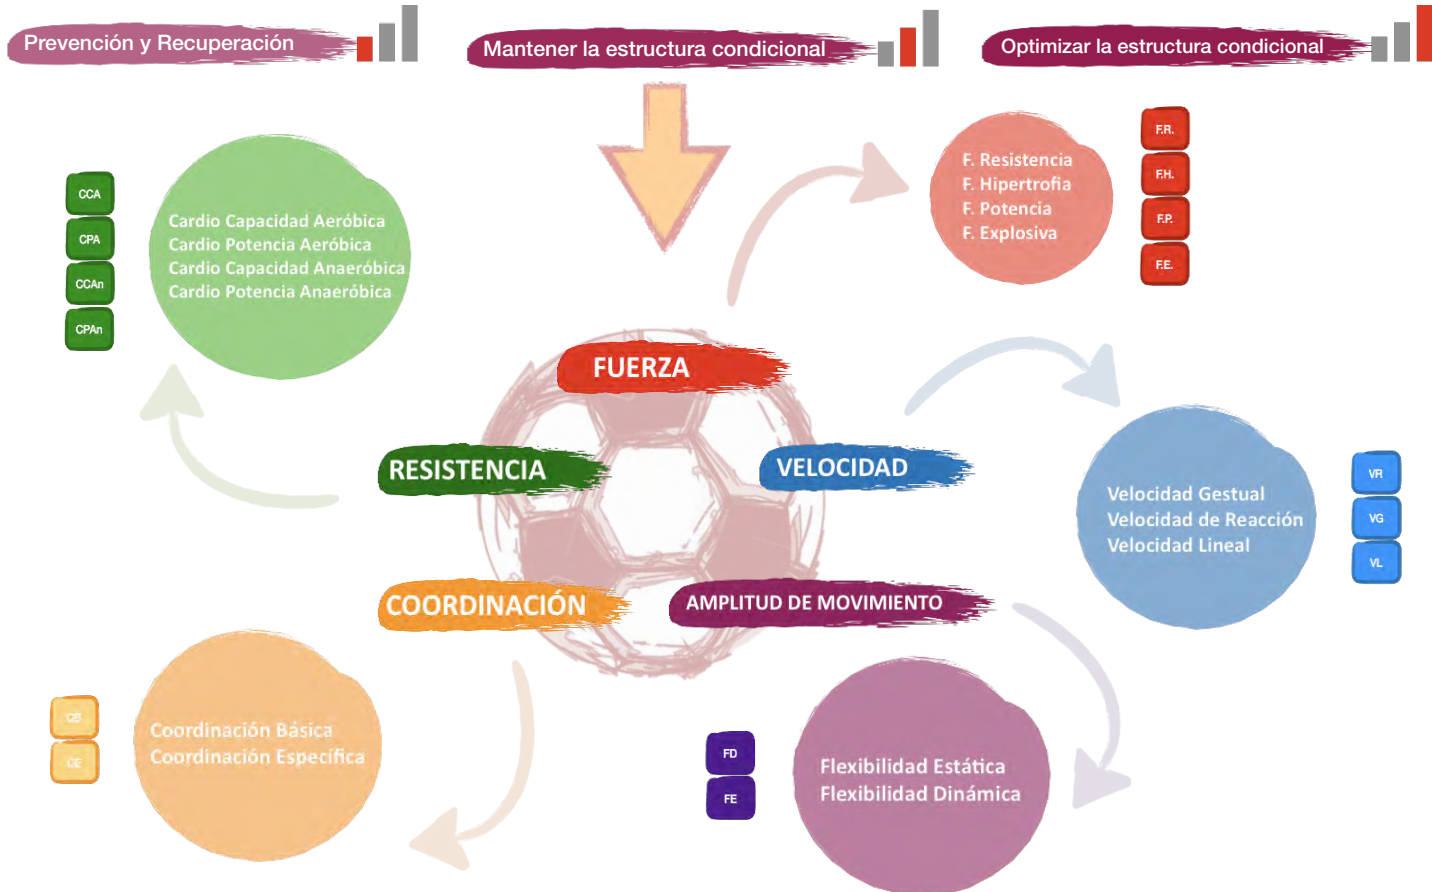 Prevención y Recuperación
Mantener la estructura condicional
Optimizar la estructura condicional
F. Resistencia
F. Hipertrofia
F. Potencia
F. Explosiva
F.R.
F.H.
F.P.
F.E.
CCA
CPA
CCAn
CPAn
Cardio Capacidad Aeróbica
Cardio Potencia Aeróbica
Cardio Capacidad Anaeróbica
Cardio Potencia Anaeróbica
FUERZA
RESISTENCIA
VELOCIDAD
Velocidad Gestual
Velocidad de Reacción
Velocidad Lineal
VR
VG
VL
COORDINACIÓN
AMPLITUD DE MOVIMIENTO
CB
CE
Coordinación Básica
Coordinación Específica
FD
FE
Flexibilidad Estática
Flexibilidad Dinámica